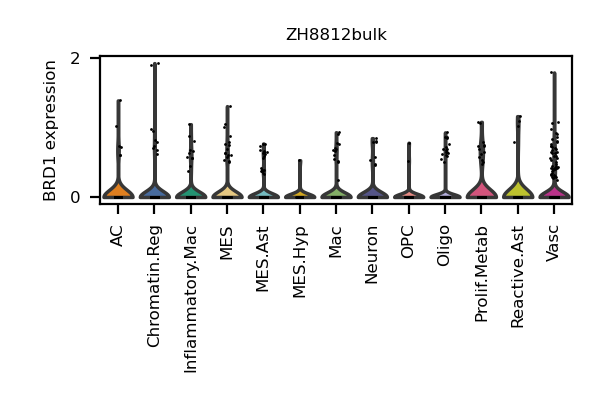 ZH8812bulk
BRD1 expression
2
0
AC
Chromatin.Reg
Inflammatory.Mac
MES
MES.Ast
MES.Hyp
Mac
Neuron
OPC
Oligo
Prolif.Metab
Reactive.Ast
Vasc